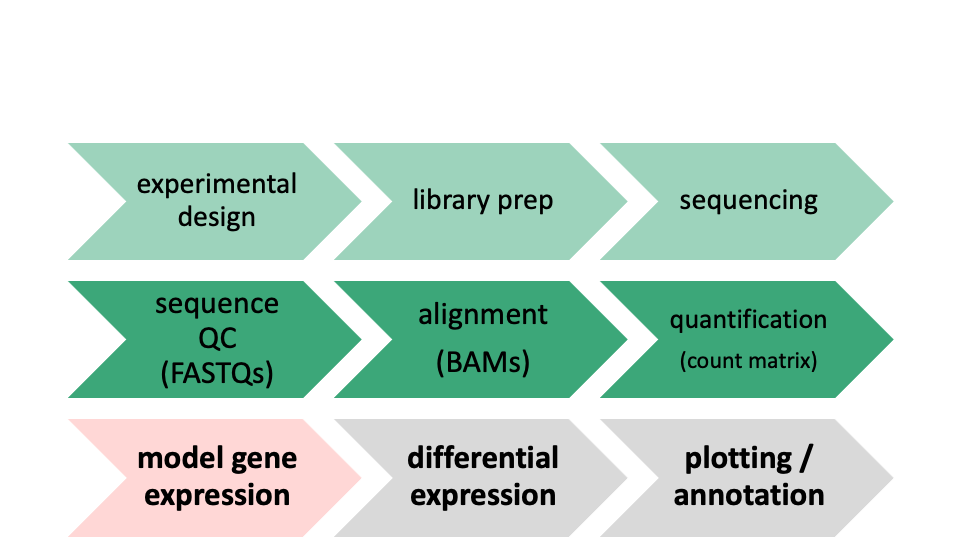 experimental
design
library prep
sequencing
sequence
QC
(FASTQs)
alignment
(BAMs)
quantification
(count matrix)
model gene
expression
differential
expression
plotting /
annotation